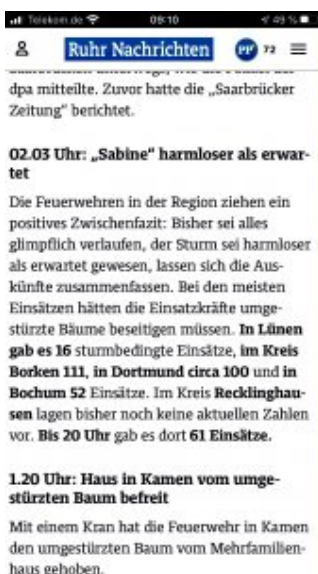 Telekom.de
09:10
49 %
Ruhr Nachrichten
PP 72
dpa mitteilte. Zuvor hatte die „Saarbrücker
Zeitung“ berichtet.
02.03 Uhr: „Sabine“ harmloser als erwar-
tet
Die Feuerwehren in der Region ziehen ein
positives Zwischenfazit: Bisher sei alles
glimpflich verlaufen, der Sturm sei harmloser
als erwartet gewesen, lassen sich die Aus-
künfte zusammenfassen. Bei den meisten
Einsätzen hätten die Einsatzkräfte umge-
stürzte Bäume beseitigen müssen. In Lünen
gab es 16 sturmbedingte Einsätze, im Kreis
Borken 111, in Dortmund circa 100 und in
Bochum 52 Einsätze. Im Kreis Recklinghau-
sen lagen bisher noch keine aktuellen Zahlen
vor. Bis 20 Uhr gab es dort 61 Einsätze.
1.20 Uhr: Haus in Kamen vom umge-
stürzten Baum befreit
Mit einem Kran hat die Feuerwehr in Kamen
den umgestürzten Baum vom Mehrfamilien-
haus gehoben.